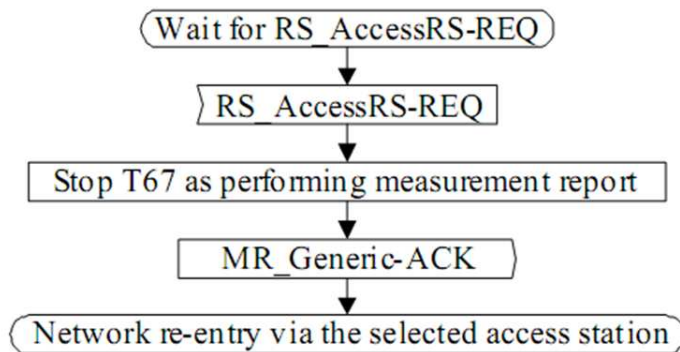 Wait for RS_AccessRS-REQ
RS_AccessRS-REQ
Stop T67 as performing measurement report
MR_Generic-ACK
Network re-entry via the selected access station